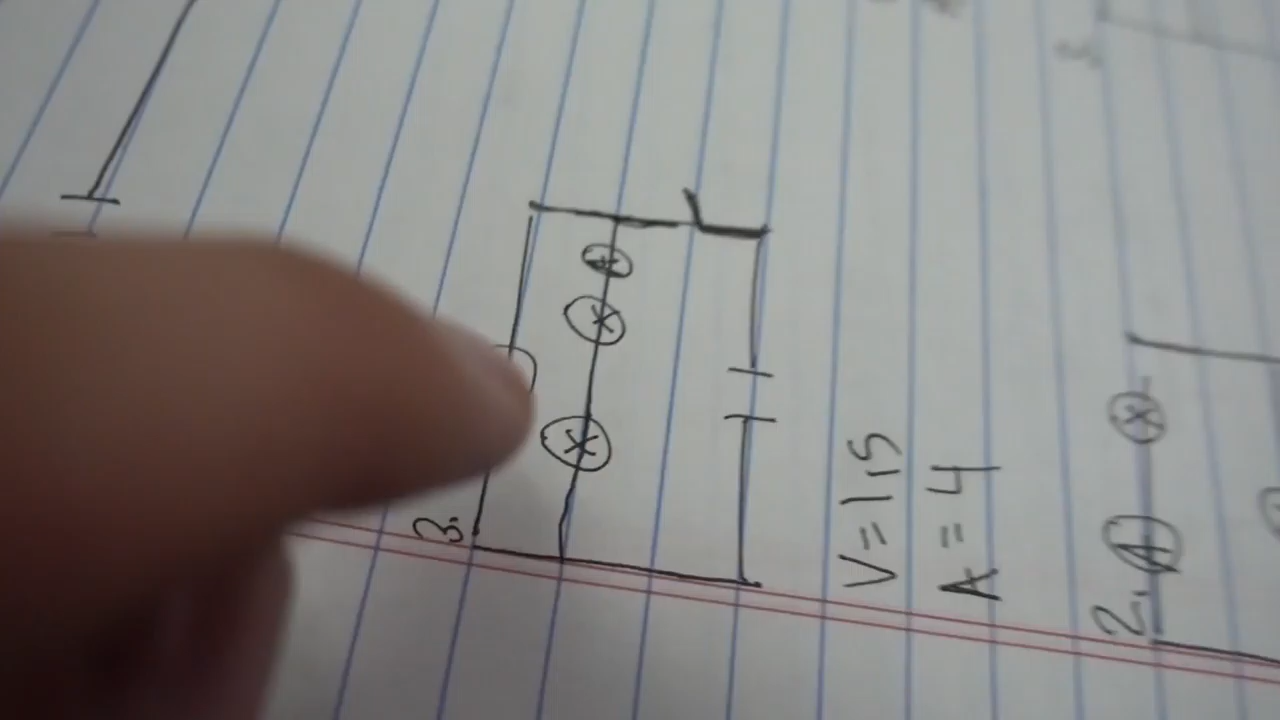 3.
A
V = 1,5
A = 4
2.
A